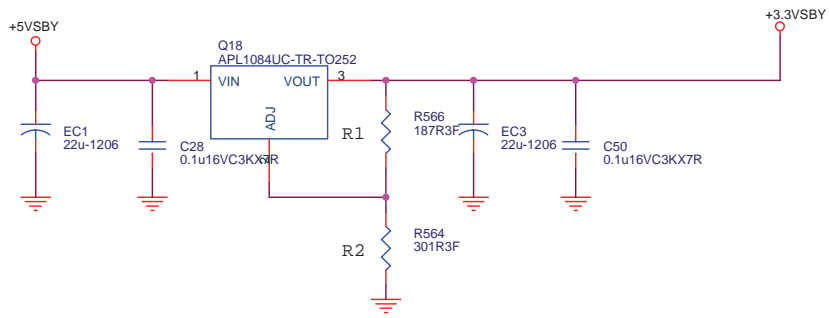 +5VSBY
+3.3VSBY
Q18
APL1084UC-TR-TO252
1
VIN
VOUT
3
ADJ
EC1
22u-1206
C28
0.1u16VC3KX7R
R1
R566
187R3F
EC3
22u-1206
C50
0.1u16VC3KX7R
R2
R564
301R3F